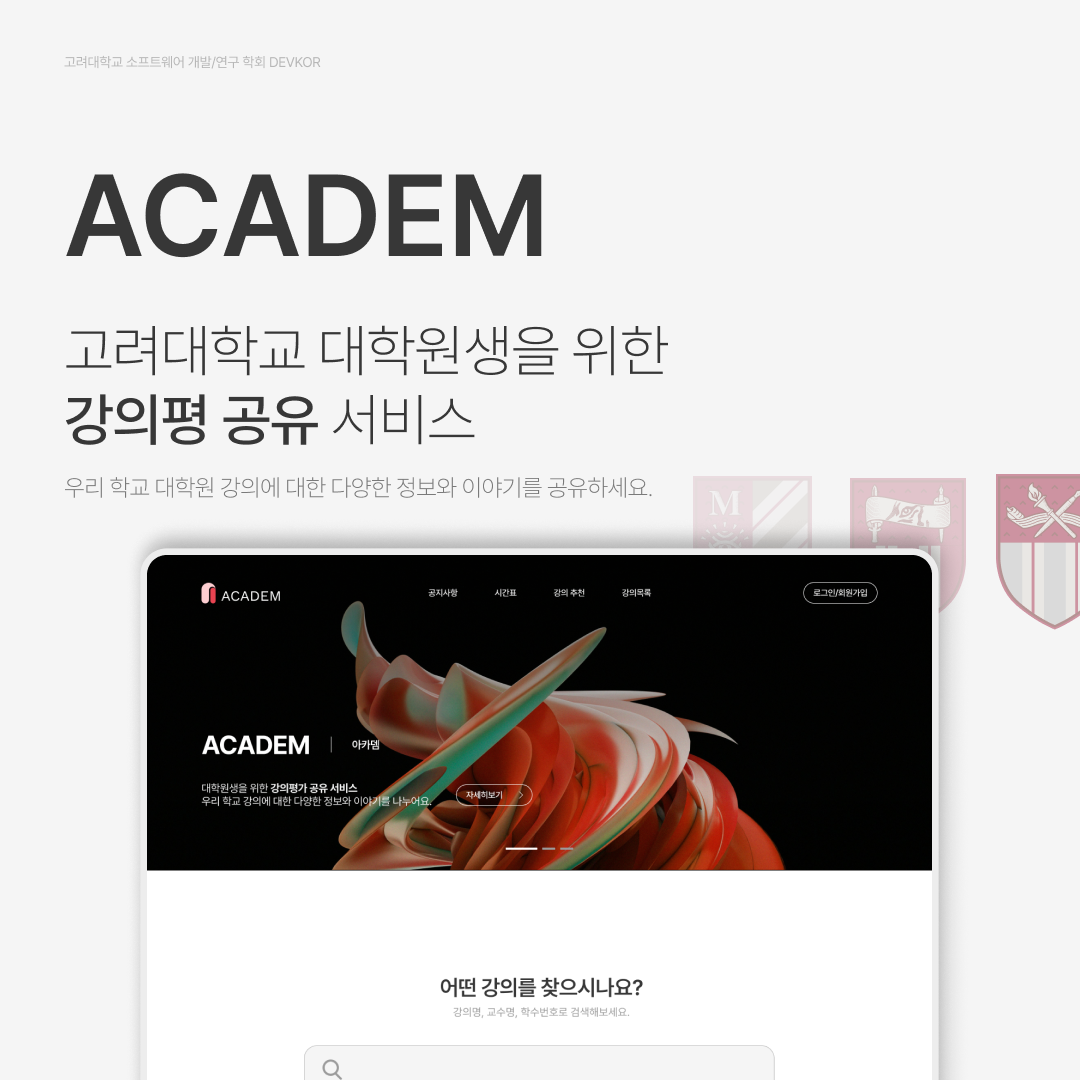 고려대학교 소프트웨어 개발/연구 학회 DEVKOR
ACADEM
고려대학교 대학원생을 위한
강의평 공유 서비스
우리 학교 대학원 강의에 대한 다양한 정보와 이야기를 공유하세요.
M
ACADEM
공지사항 시간표 강의 추천 강의목록
로그인/회원가입
ACADEM | 아카뎀
대학원생을 위한 강의평가 공유 서비스
우리 학교 강의에 대한 다양한 정보와 이야기를 나누어요.
자세히보기
어떤 강의를 찾으시나요?
강의명, 교수명, 학수번호로 검색해보세요.